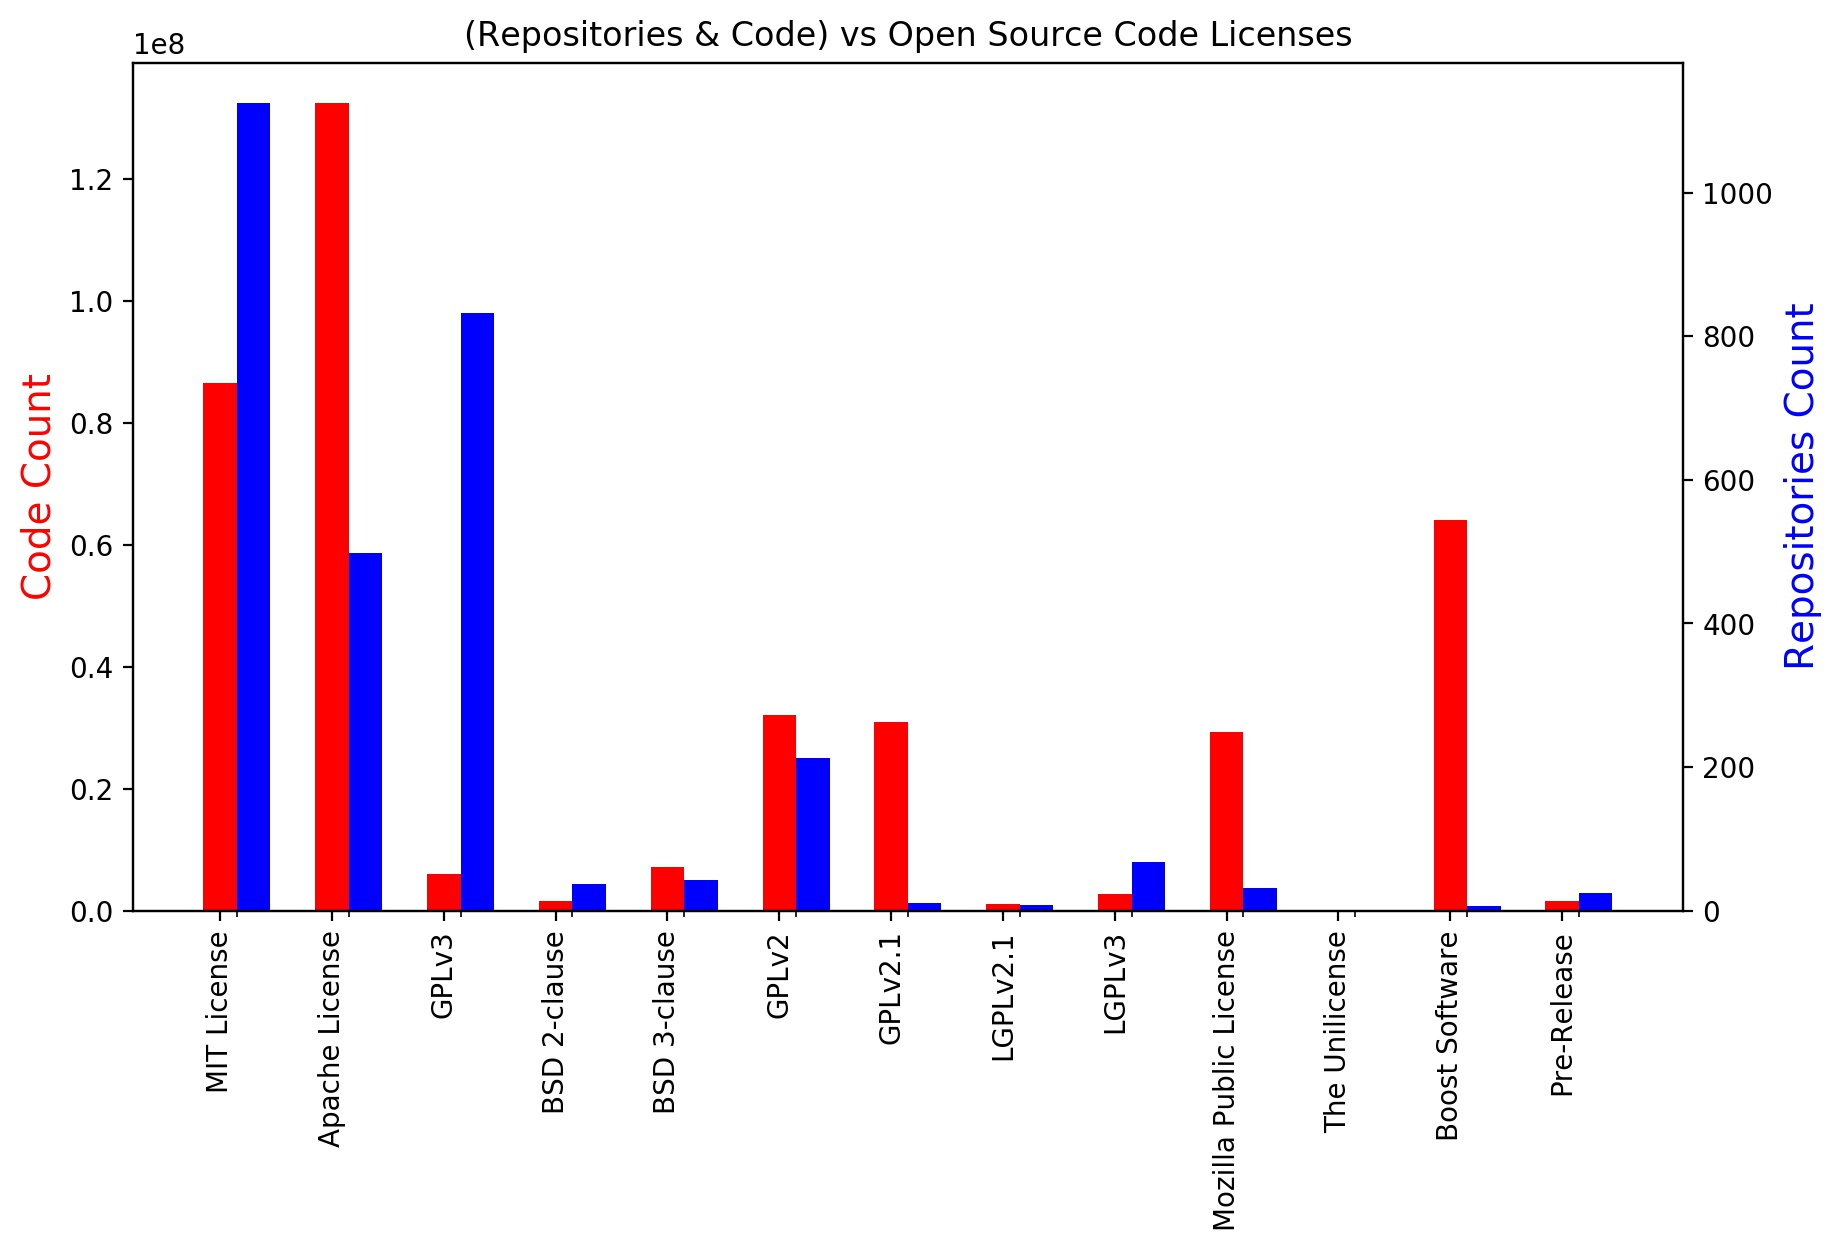 (Repositories & Code) vs Open Source Code Licenses
1e8
1.2
1.0
0.8
0.6
0.4
0.2
0.0
Code Count
1000
800
600
400
200
0
Repositories Count
MIT License
Apache License
GPLv3
BSD 2-clause
BSD 3-clause
GPLv2
GPLv2.1
LGPLv2.1
LGPLv3
Mozilla Public License
The Unilicense
Boost Software
Pre-Release